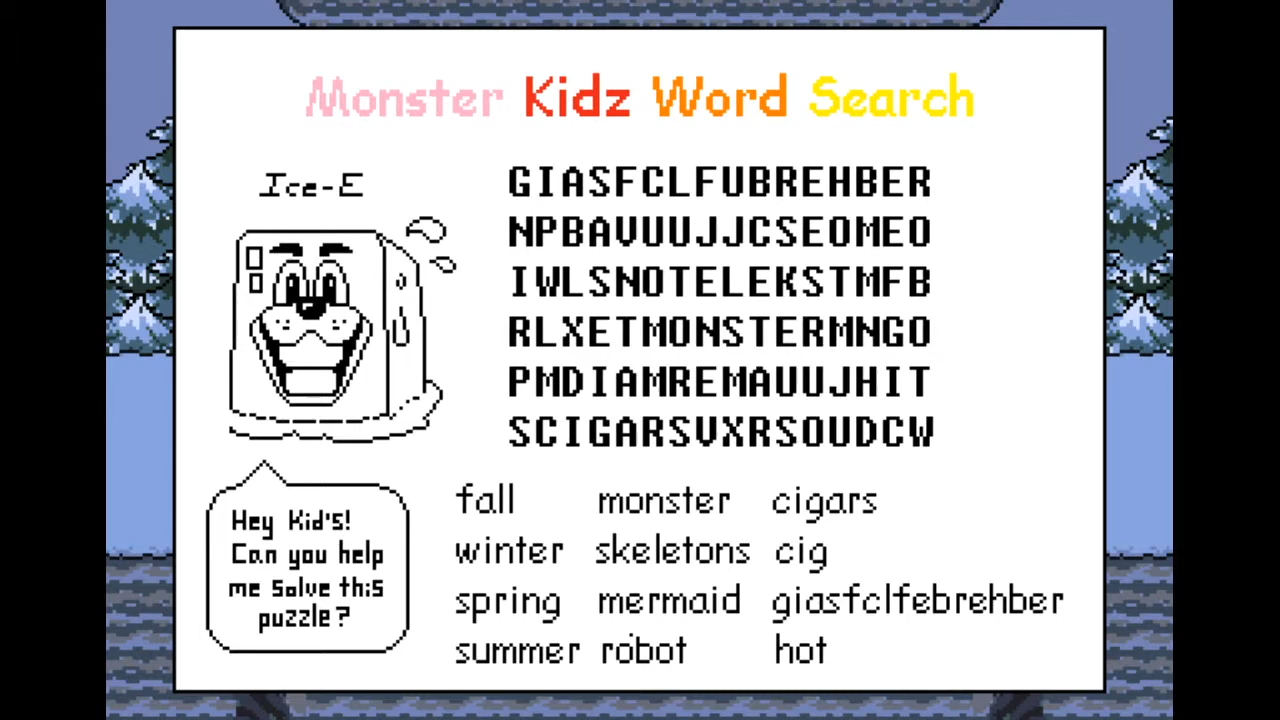 Monster Kidz Word Search
Ice-E
GIASFCLFUBREHBER
NPBAVUUJJCSEOMEO
IWLSNOTELEKSTMFB
RLXETMONSTERMNGO
PMDIAMREMAUUJHIT
SCIGARSVXRSOUDCW
Hey Kid's!
Can you help
me solve this
puzzle?
fall monster cigars
winter skeletons cig
spring mermaid giasfclfebrehber
summer robot hot